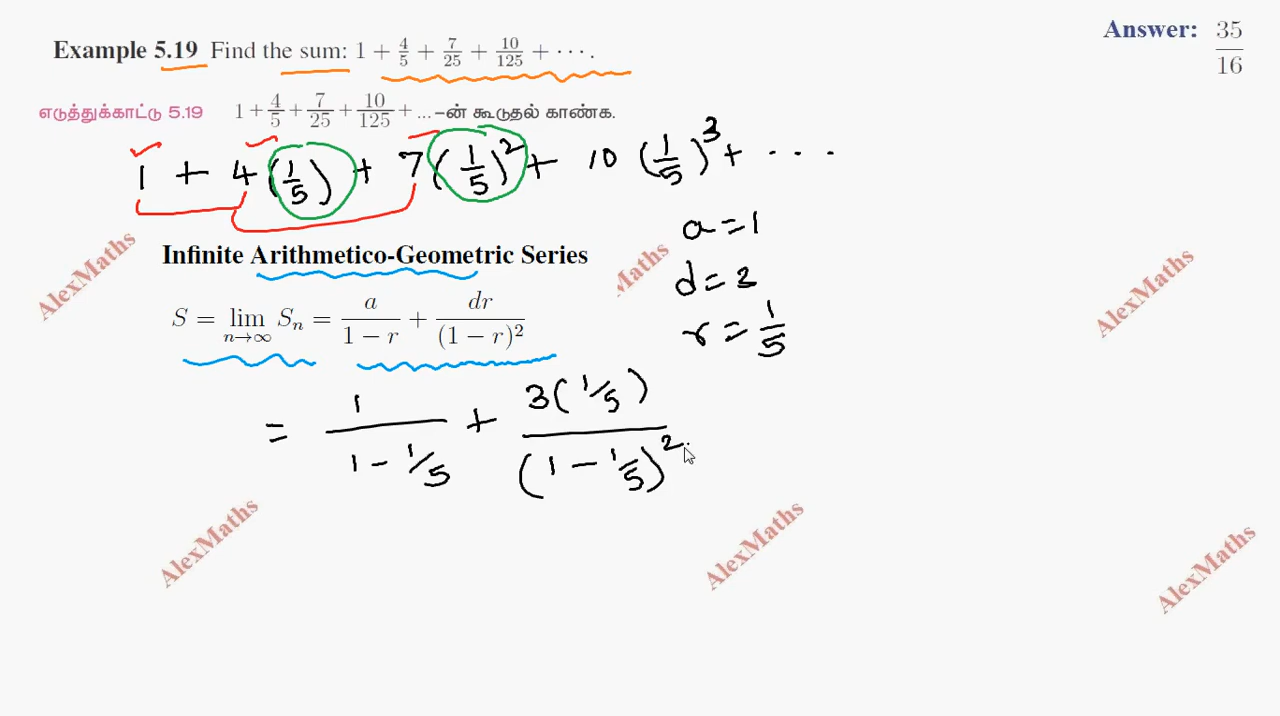 Example 5.19 Find the sum: 1 + 4/5 + 7/25 + 10/125 + ··· .
Answer: 35/16
எடுத்துக்காட்டு 5.19 1 + 4/5 + 7/25 + 10/125 + ... –ன் கூடுதல் காண்க.
1 + 4(1/5) + 7(1/5)^2 + 10(1/5)^3 + ...
a = 1
Infinite Arithmetico-Geometric Series
d = 3
S = lim n→∞ Sn = a/(1 − r) + dr/(1 − r)^2
r = 1/5
= 1/(1 − 1/5) + 3(1/5)/(1 − 1/5)^2
AlexMaths
AlexMaths
AlexMaths
AlexMaths
AlexMaths
AlexMaths